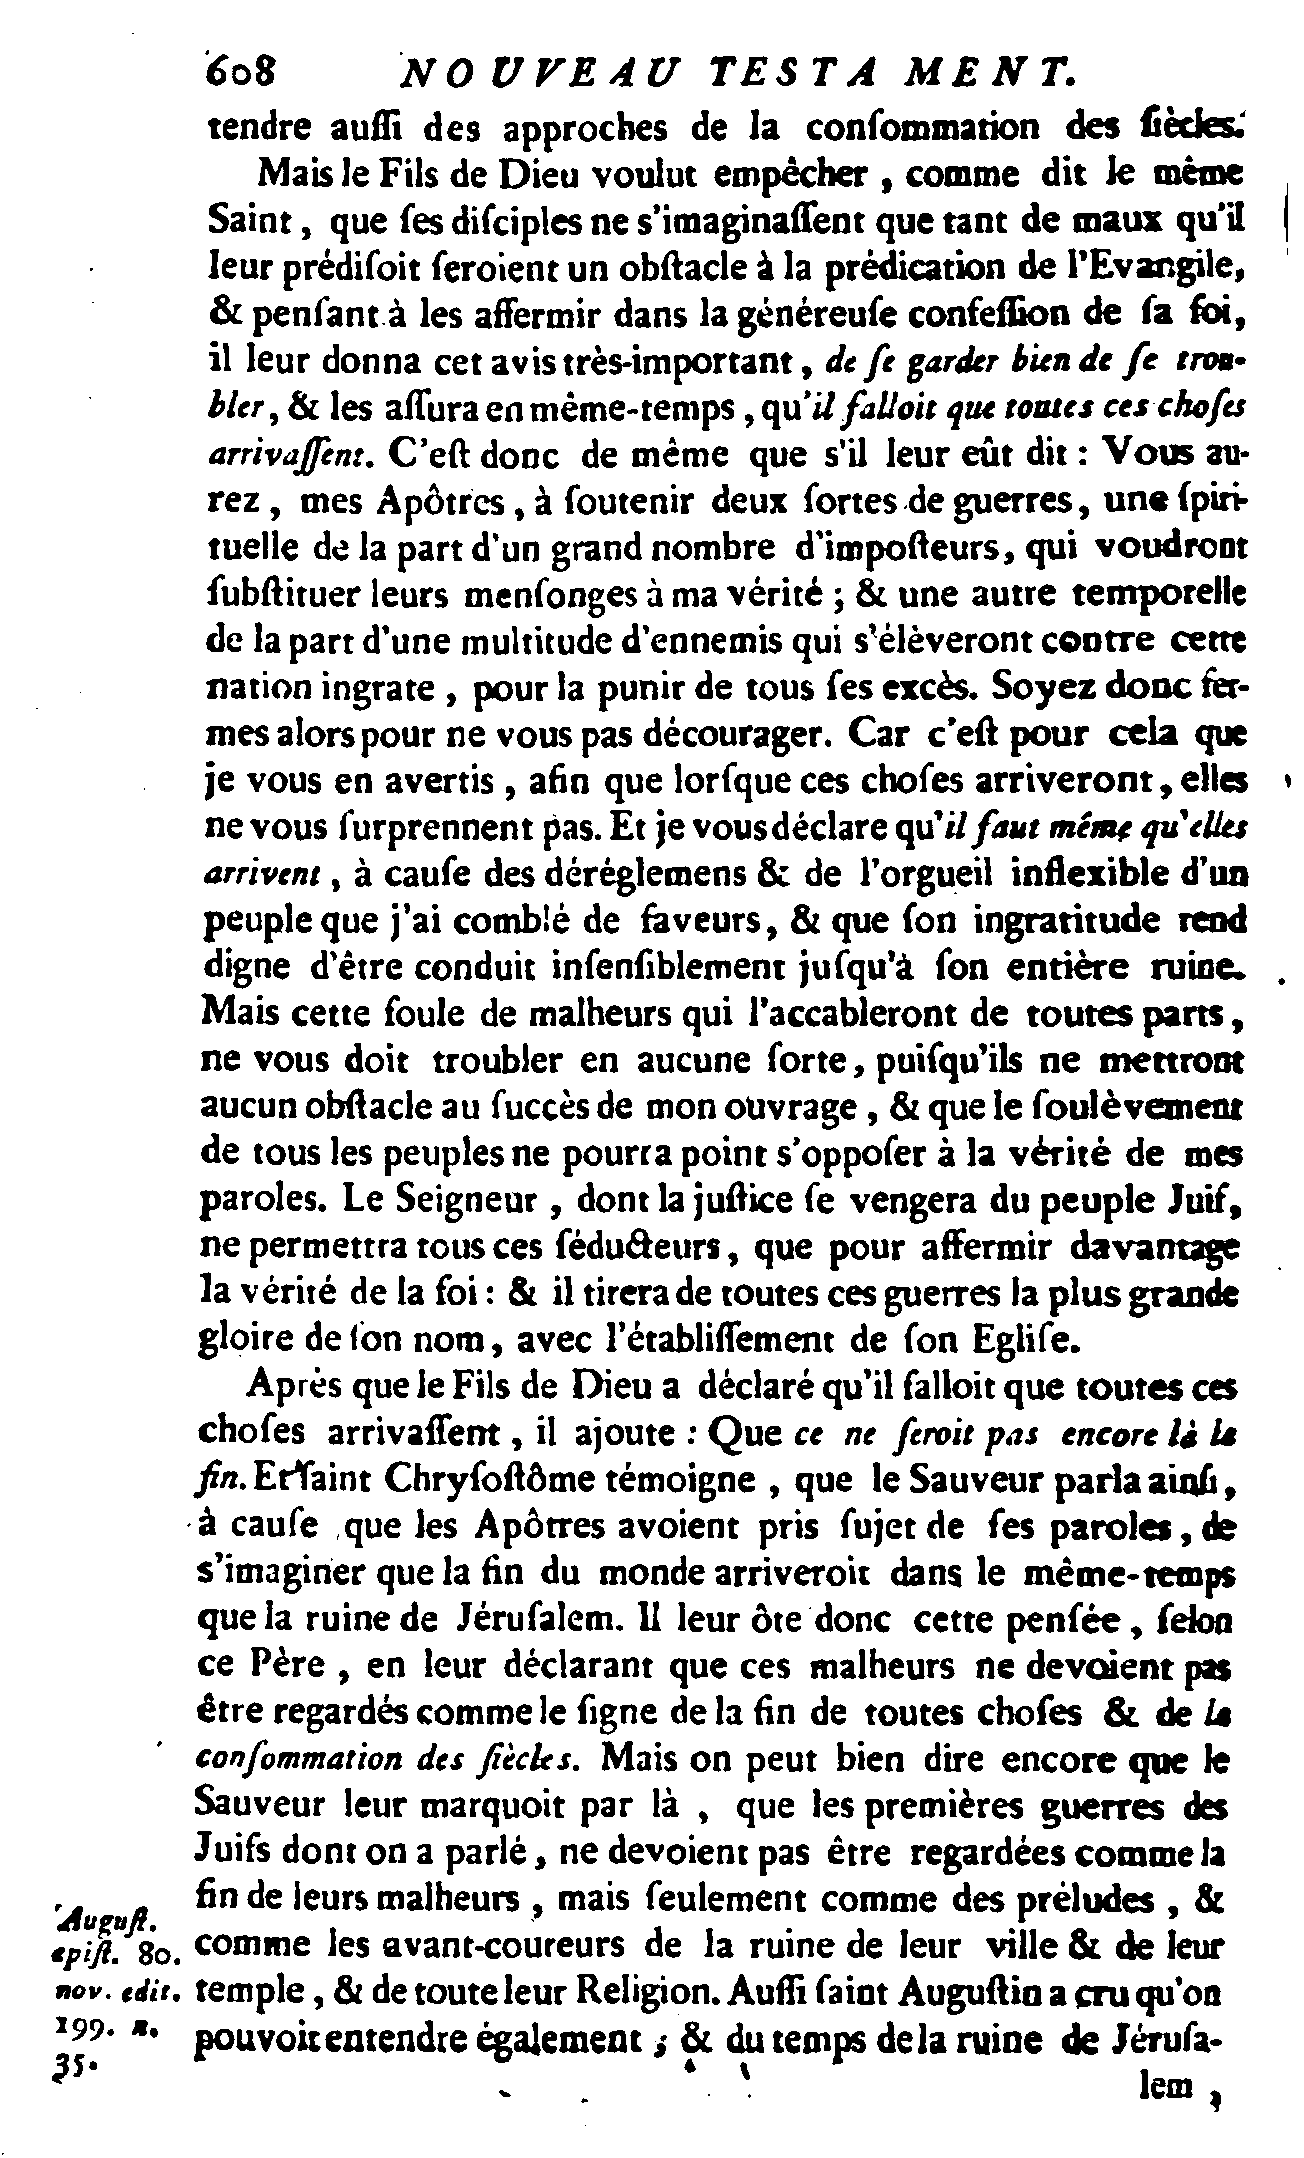 608 NOUVEAU TESTAMENT.
tendre auſſi des approches de la conſommation des ſiècles.
Mais le Fils de Dieu voulut empêcher , comme dit le même
Saint , que ſes diſciples ne s'imaginaſſent que tant de maux qu'il
leur prédiſoit ſeroient un obſtacle à la prédication de l'Evangile,
& penſant à les affermir dans la généreuſe confeſſion de ſa foi,
il leur donna cet avis très-important , de ſe garder bien de ſe trou-
bler, & les aſſura en même-temps , qu'il falloit que toutes ces choſes
arrivaſſent. C'eſt donc de même que s'il leur eût dit : Vous au-
rez , mes Apôtres , à ſoutenir deux ſortes de guerres, une ſpiri-
tuelle de la part d'un grand nombre d'impoſteurs, qui voudront
ſubſtituer leurs menſonges à ma vérité ; & une autre temporelle
de la part d'une multitude d'ennemis qui s'élèveront contre cette
nation ingrate , pour la punir de tous ſes excès. Soyez donc fer-
mes alors pour ne vous pas décourager. Car c'eſt pour cela que
je vous en avertis , afin que lorſque ces choſes arriveront, elles
ne vous ſurprennent pas. Et je vous déclare qu'il faut même qu'elles
arrivent , à cauſe des déréglemens & de l'orgueil inflexible d'un
peuple que j'ai comblé de faveurs, & que ſon ingratitude rend
digne d'être conduit inſenſiblement juſqu'à ſon entière ruine.
Mais cette foule de malheurs qui l'accableront de toutes parts,
ne vous doit troubler en aucune ſorte, puiſqu'ils ne mettront
aucun obſtacle au ſuccès de mon ouvrage , & que le ſoulèvement
de tous les peuples ne pourra point s'oppoſer à la vérité de mes
paroles. Le Seigneur , dont la juſtice ſe vengera du peuple Juif,
ne permettra tous ces ſéducteurs, que pour affermir davantage
la vérité de la foi : & il tirera de toutes ces guerres la plus grande
gloire de ſon nom, avec l'établiſſement de ſon Egliſe.
Après que le Fils de Dieu a déclaré qu'il falloit que toutes ces
choſes arrivaſſent , il ajoute : Que ce ne ſeroit pas encore là la
fin. Et ſaint Chryſoſtôme témoigne , que le Sauveur parla ainſi,
à cauſe que les Apôtres avoient pris ſujet de ſes paroles, de
s'imaginer que la fin du monde arriveroit dans le même-temps
que la ruine de Jéruſalem. Il leur ôte donc cette penſée , ſelon
ce Père , en leur déclarant que ces malheurs ne devoient pas
être regardés comme le ſigne de la fin de toutes choſes & de la
conſommation des ſiècles. Mais on peut bien dire encore que le
Sauveur leur marquoit par là , que les premières guerres des
Juifs dont on a parlé, ne devoient pas être regardées comme la
fin de leurs malheurs , mais ſeulement comme des préludes , &
comme les avant-coureurs de la ruine de leur ville & de leur
temple , & de toute leur Religion. Auſſi ſaint Auguſtin a cru qu'on
pouvoit entendre également ; & du temps de la ruine de Jéruſa-
lem ,
Auguſt.
epiſt. 80.
nov. edit.
199. n.
35.